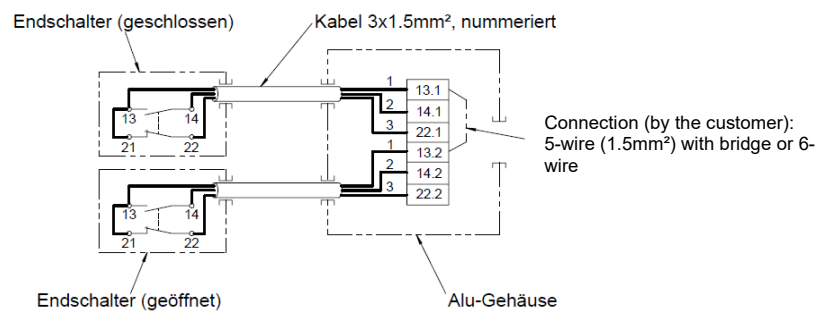 Endschalter (geschlossen)
Kabel 3x1.5mm², nummeriert
13 14
21 22
1 13.1
2 14.1
3 22.1
1 13.2
2 14.2
3 22.2
Connection (by the customer):
5-wire (1.5mm²) with bridge or 6-
wire
13 14
21 22
Endschalter (geöffnet)
Alu-Gehäuse